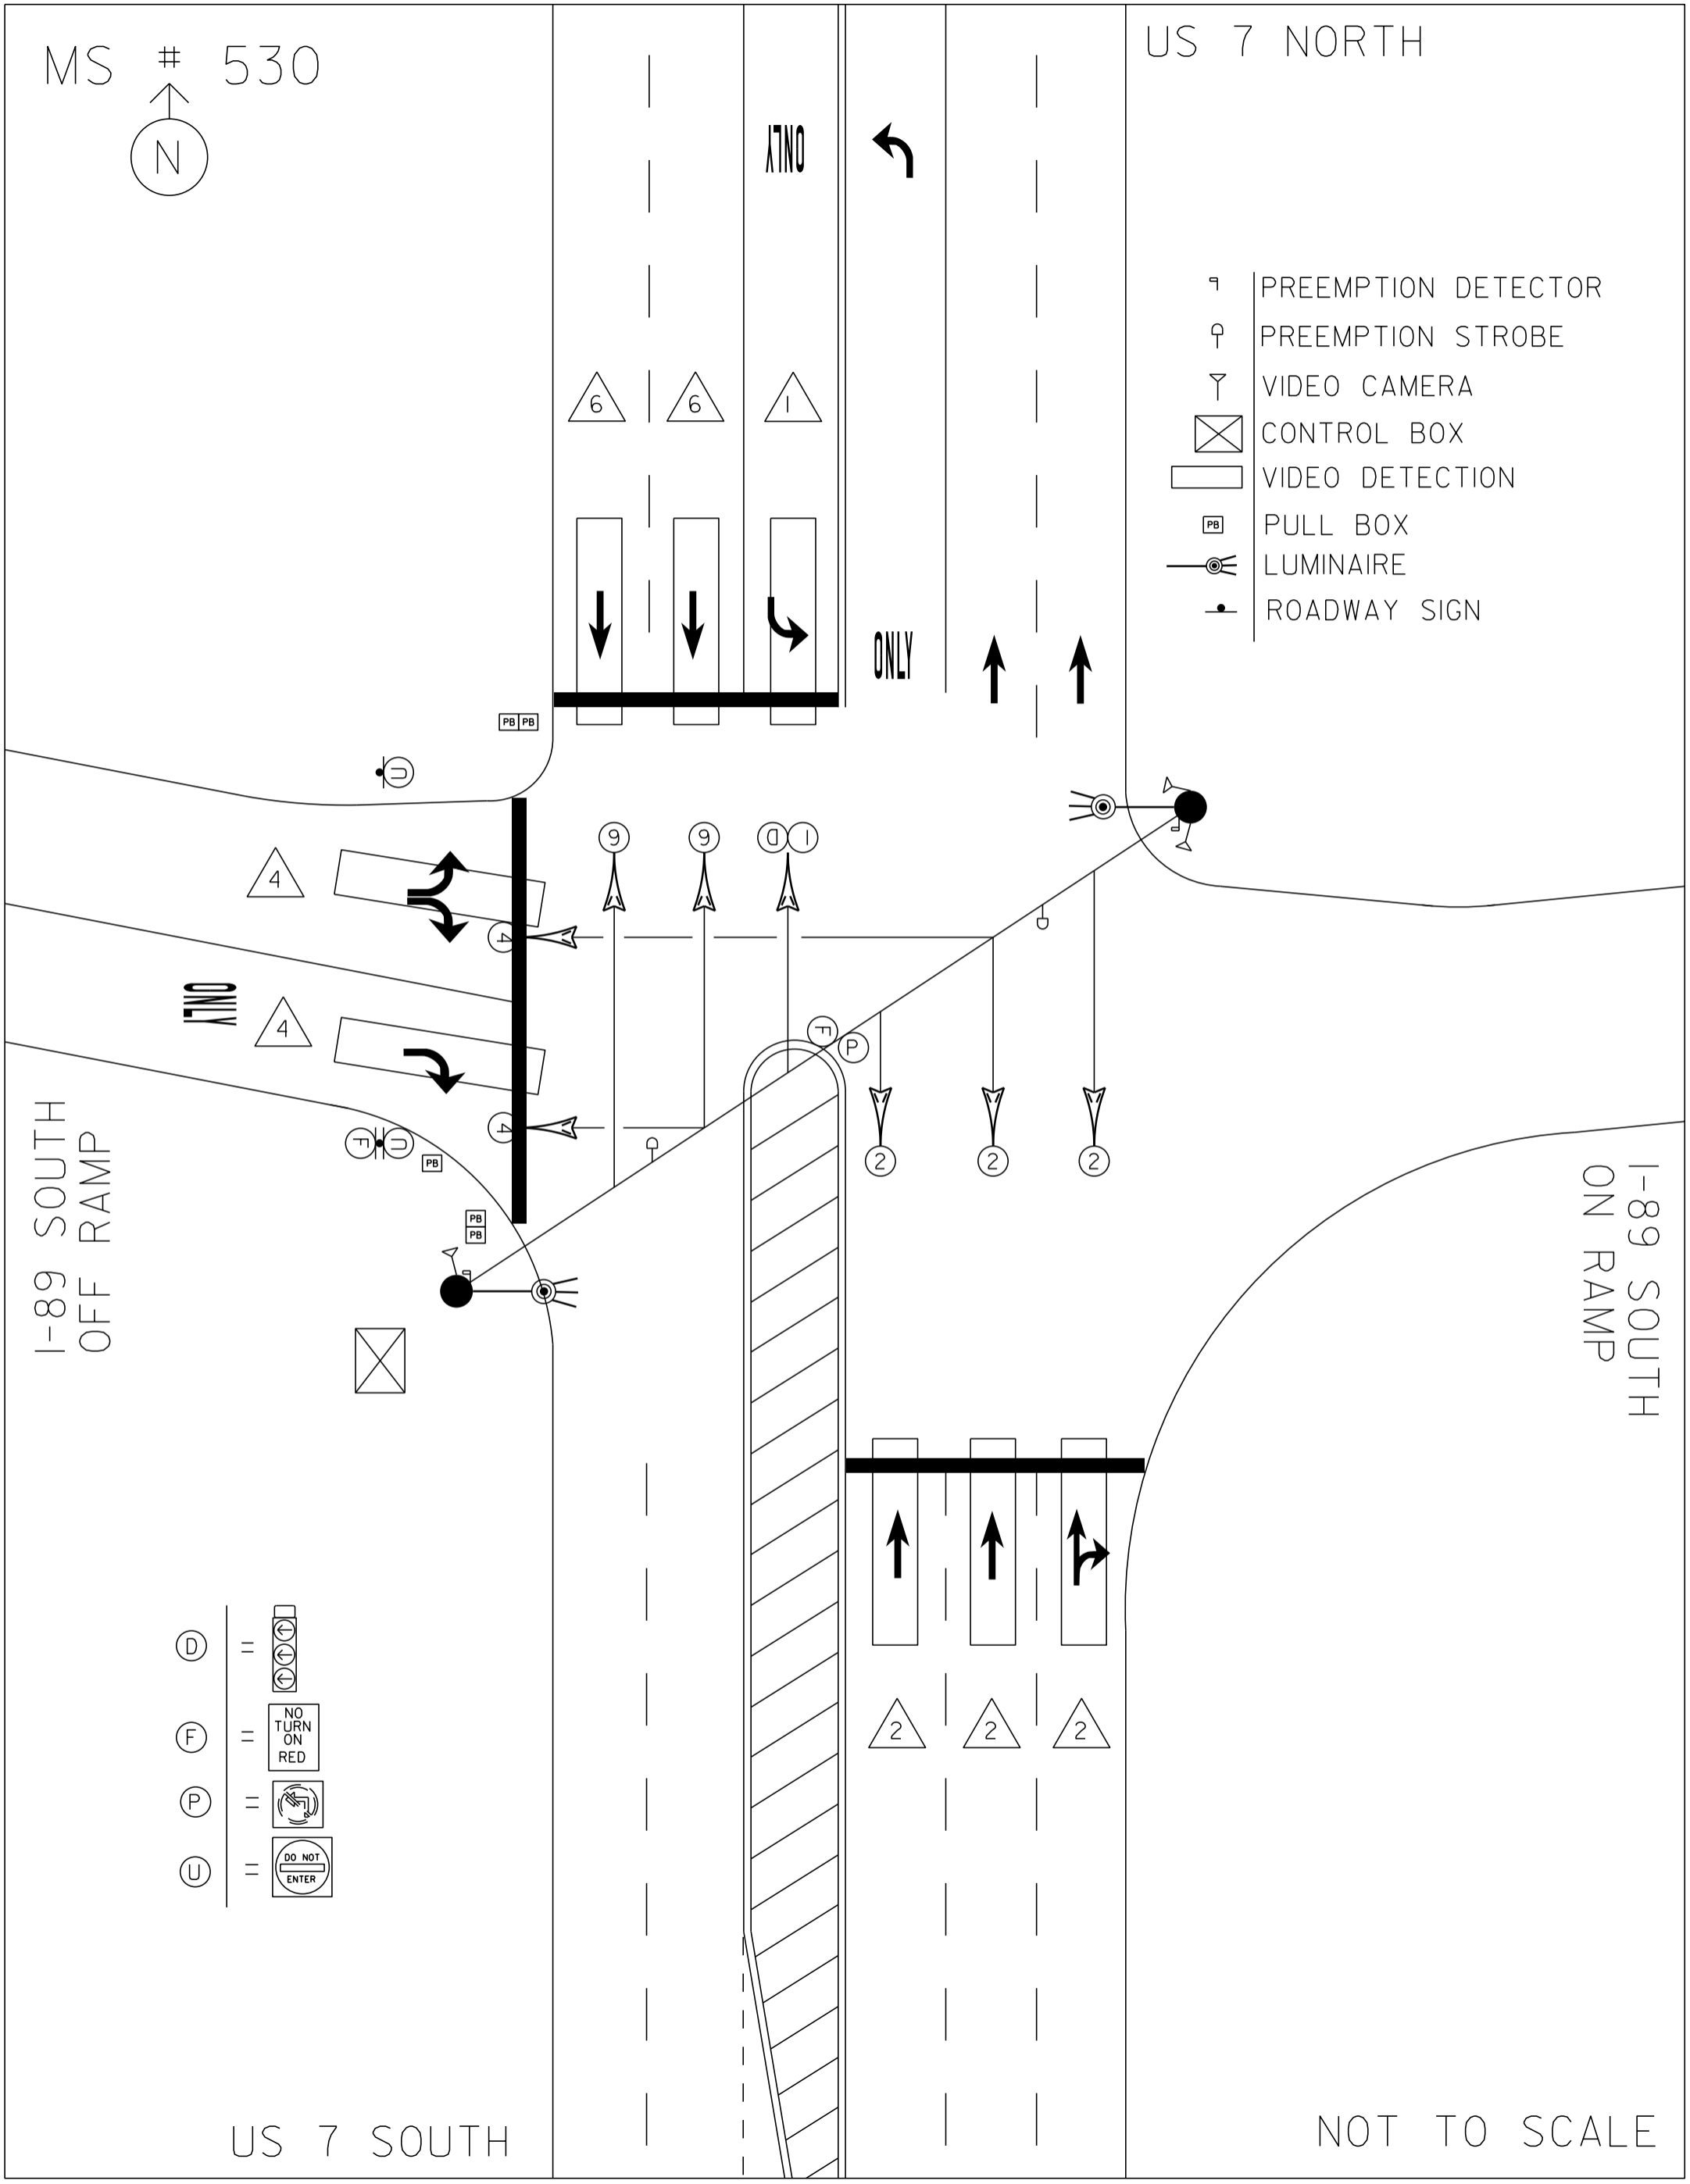 MS # 530
N
US 7 NORTH
ONLY
PREEMPTION DETECTOR
PREEMPTION STROBE
VIDEO CAMERA
CONTROL BOX
VIDEO DETECTION
PB PULL BOX
LUMINAIRE
ROADWAY SIGN
6 6 1
ONLY
PB PB
U
6 6 D 1
4
4
ONLY
4
F P
4
F U
PB
2 2 2
PB
PB
I-89 SOUTH
OFF RAMP
I-89 SOUTH
ON RAMP
D =
F = NO
TURN
ON
RED
P =
U = DO NOT
ENTER
2 2 2
US 7 SOUTH
NOT TO SCALE